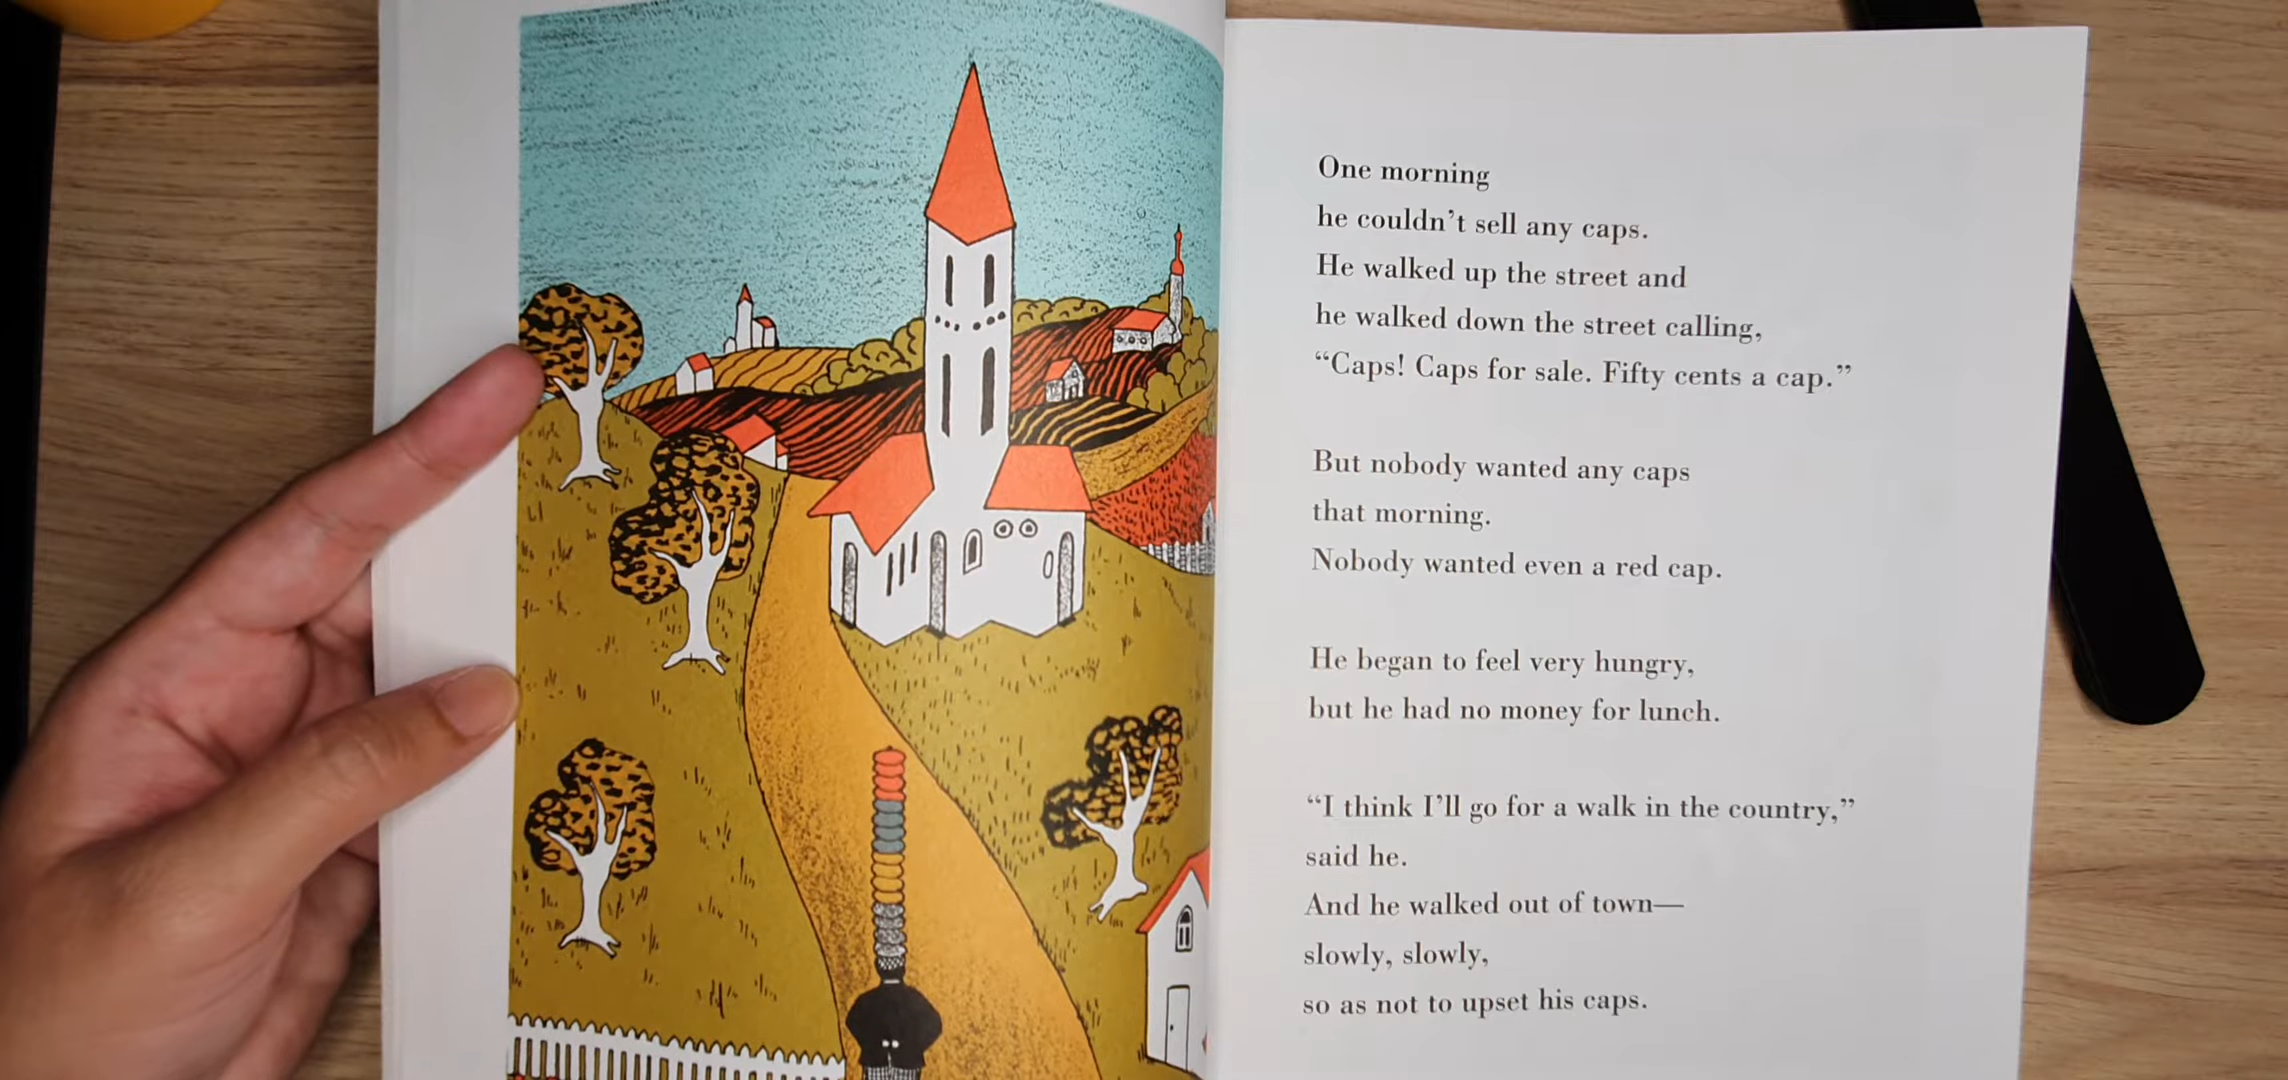 One morning
he couldn’t sell any caps.
He walked up the street and
he walked down the street calling,
“Caps! Caps for sale. Fifty cents a cap.”
But nobody wanted any caps
that morning.
Nobody wanted even a red cap.
He began to feel very hungry,
but he had no money for lunch.
“I think I’ll go for a walk in the country,”
said he.
And he walked out of town—
slowly, slowly,
so as not to upset his caps.